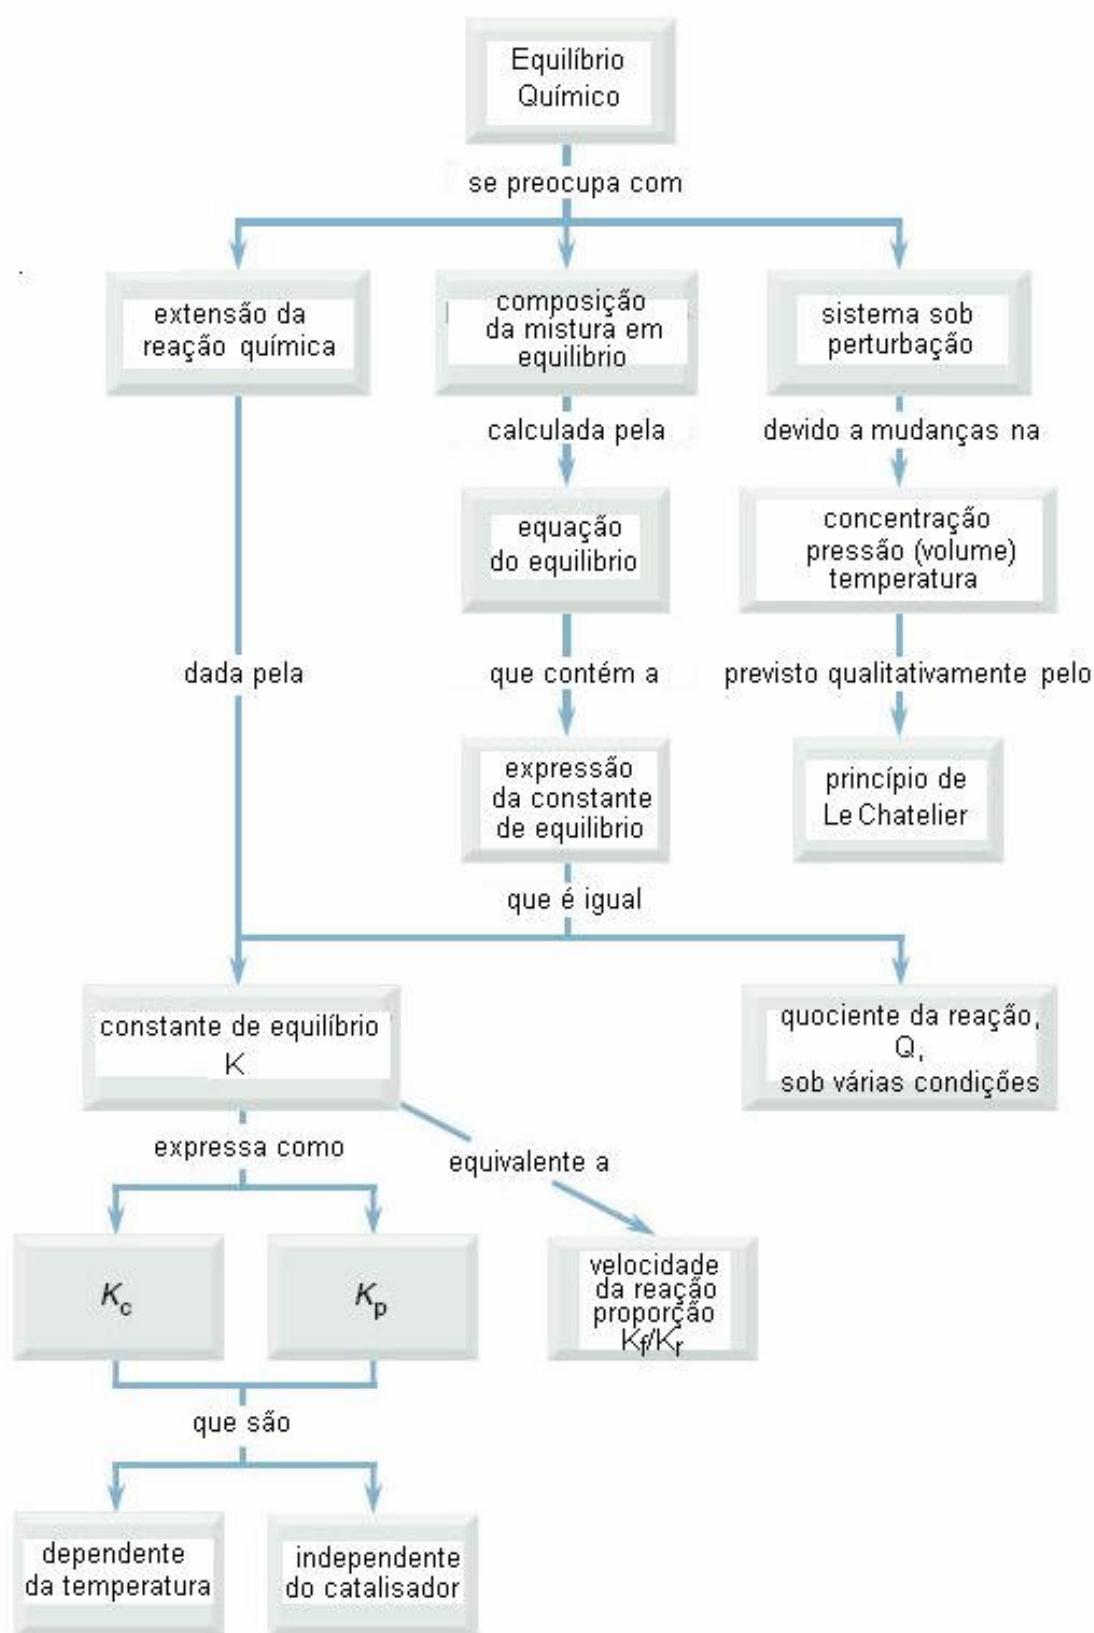 Equilíbrio
Químico
se preocupa com
extensão da
reação química
composição
da mistura em
equilibrio
sistema sob
perturbação
calculada pela
devido a mudanças na
equação
do equilibrio
concentração
pressão (volume)
temperatura
dada pela
que contém a
previsto qualitativamente pelo
expressão
da constante
de equilibrio
princípio de
Le Chatelier
que é igual
constante de equilíbrio
K
quociente da reação,
Q,
sob várias condições
expressa como
equivalente a
Kc
Kp
velocidade
da reação
proporção
Kf/Kr
que são
dependente
da temperatura
independente
do catalisador